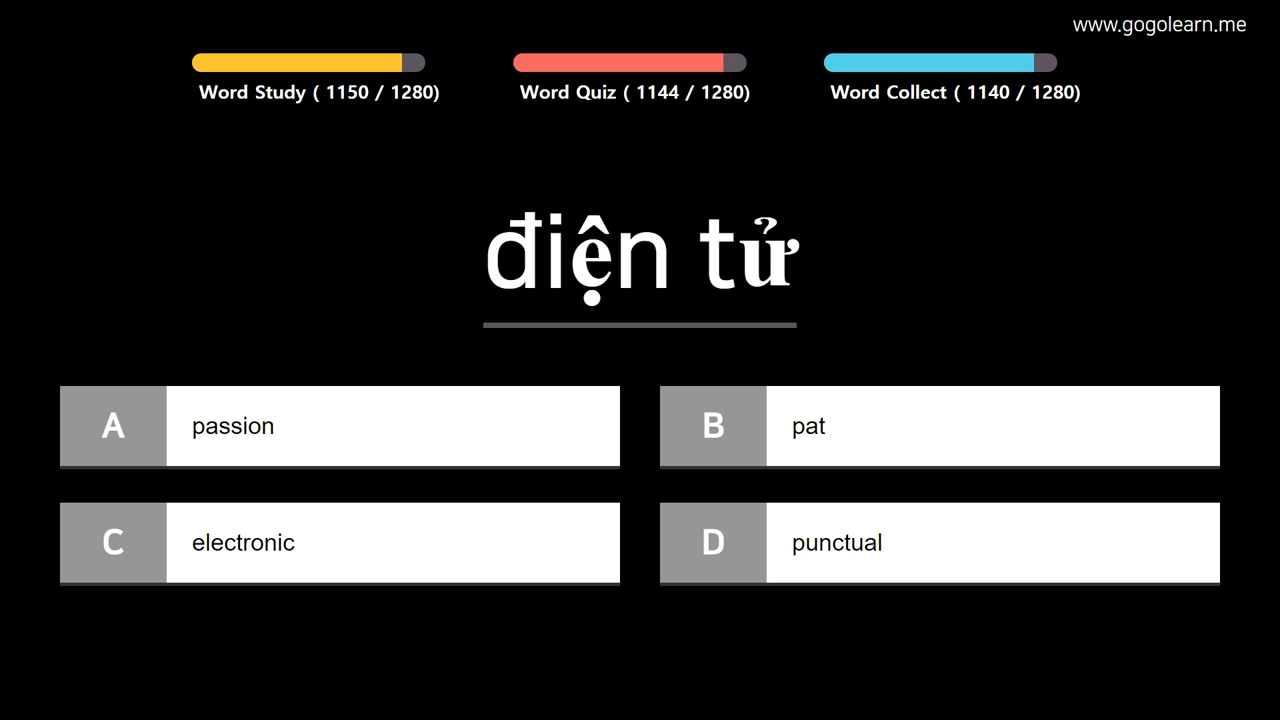 www.gogolearn.me
Word Study ( 1150 / 1280)
Word Quiz ( 1144 / 1280)
Word Collect ( 1140 / 1280)
điện tử
A passion
B pat
C electronic
D punctual